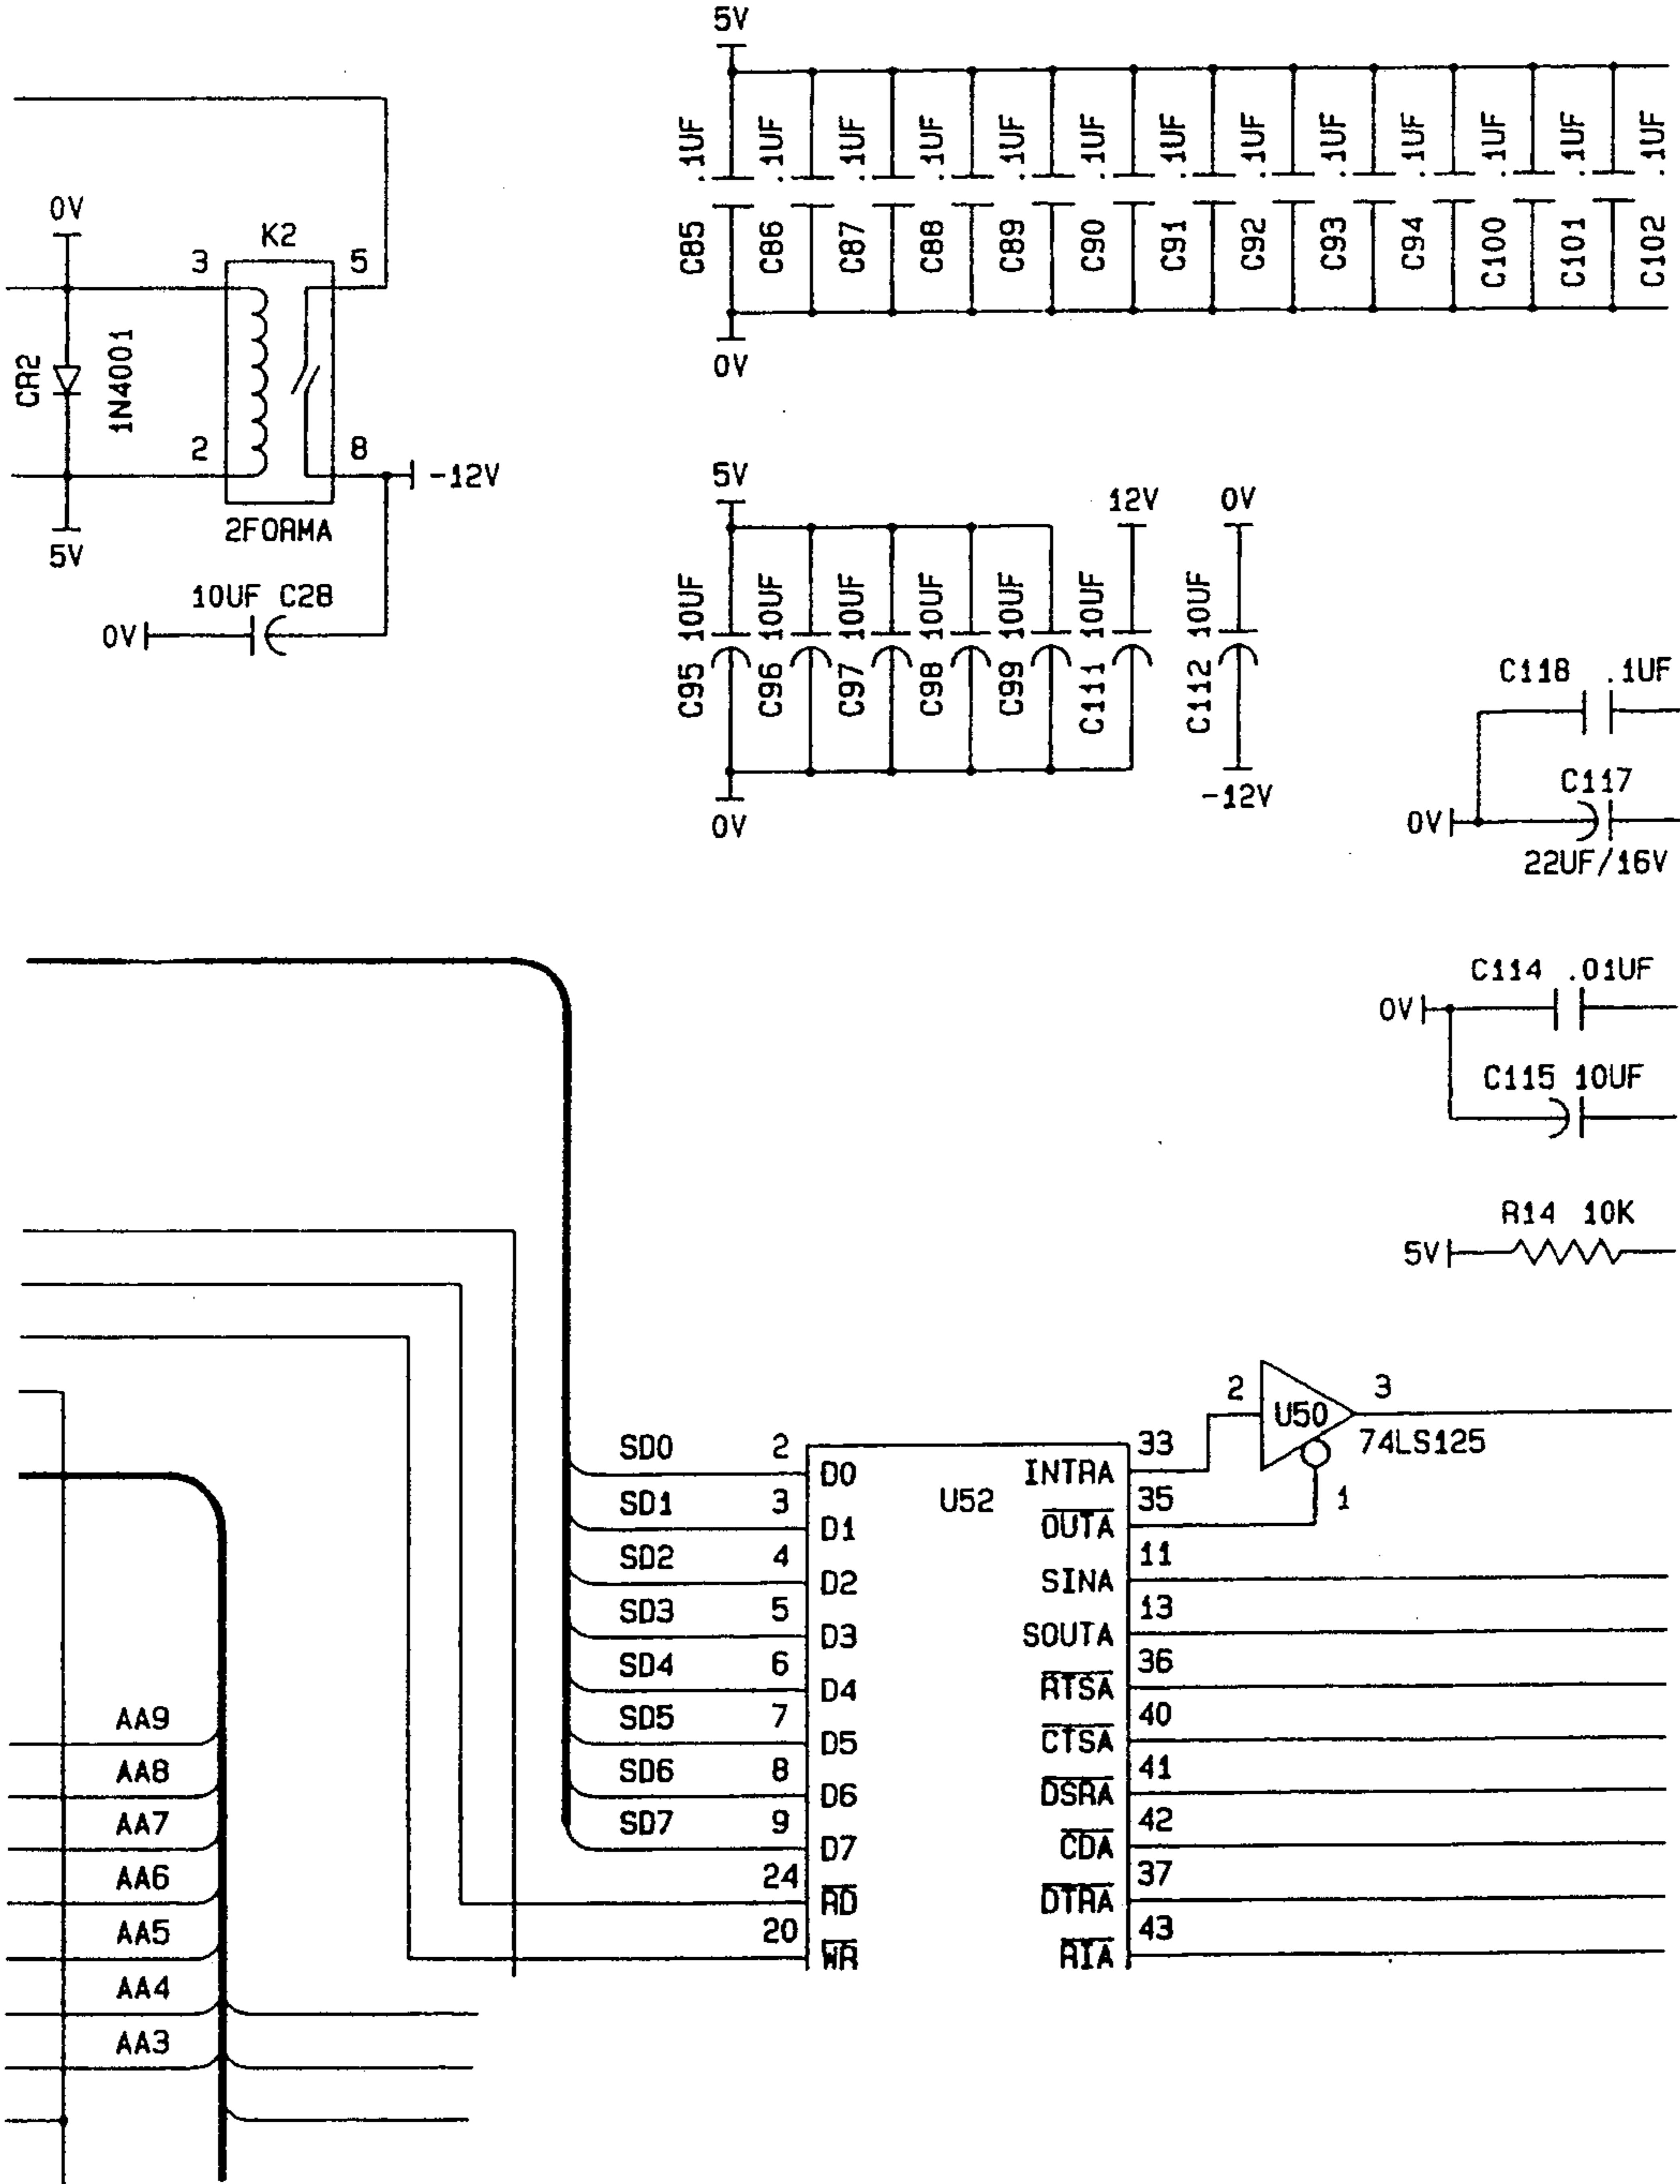 5V
.1UF .1UF .1UF .1UF .1UF .1UF .1UF .1UF .1UF .1UF .1UF .1UF .1UF
C85 C86 C87 C88 C89 C90 C91 C92 C93 C94 C100 C101 C102
0V
0V
K2
3 5
CR2
1N4001
2 8
-12V
5V
2FORMA
10UF C28
0V
5V
12V 0V
10UF 10UF 10UF 10UF 10UF 10UF 10UF
C95 C96 C97 C98 C99 C111 C112
0V
-12V
C118 .1UF
C117
0V
22UF/16V
C114 .01UF
0V
C115 10UF
R14 10K
5V
2 U50 3
74LS125
1
U52
SD0 2 D0
SD1 3 D1
SD2 4 D2
SD3 5 D3
SD4 6 D4
SD5 7 D5
SD6 8 D6
SD7 9 D7
24 RD
20 WR
INTRA 33
OUTA 35
SINA 11
SOUTA 13
RTSA 36
CTSA 40
DSRA 41
CDA 42
DTRA 37
RIA 43
AA9
AA8
AA7
AA6
AA5
AA4
AA3